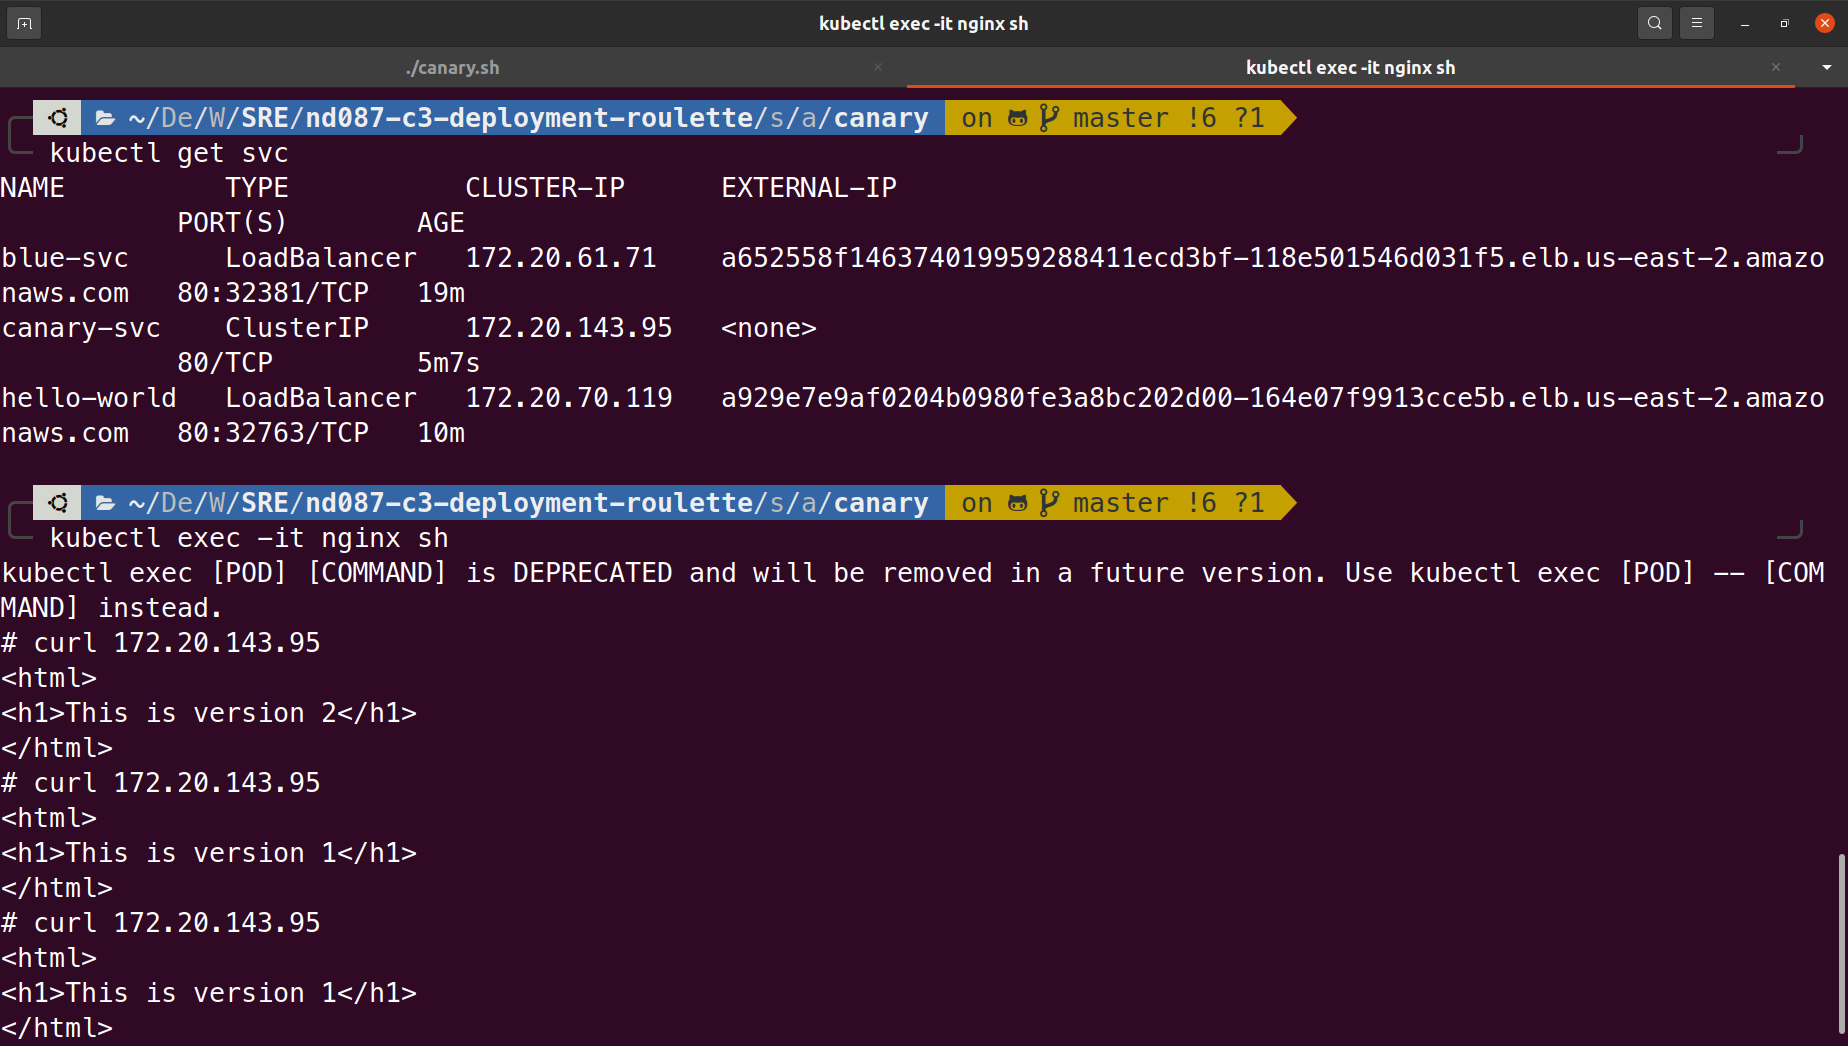 kubectl exec -it nginx sh
./canary.sh
kubectl exec -it nginx sh
~/De/W/SRE/nd087-c3-deployment-roulette/s/a/canary on master !6 ?1
kubectl get svc
NAME TYPE CLUSTER-IP EXTERNAL-IP
PORT(S) AGE
blue-svc LoadBalancer 172.20.61.71 a652558f146374019959288411ecd3bf-118e501546d031f5.elb.us-east-2.amazo
naws.com 80:32381/TCP 19m
canary-svc ClusterIP 172.20.143.95 <none>
80/TCP 5m7s
hello-world LoadBalancer 172.20.70.119 a929e7e9af0204b0980fe3a8bc202d00-164e07f9913cce5b.elb.us-east-2.amazo
naws.com 80:32763/TCP 10m
~/De/W/SRE/nd087-c3-deployment-roulette/s/a/canary on master !6 ?1
kubectl exec -it nginx sh
kubectl exec [POD] [COMMAND] is DEPRECATED and will be removed in a future version. Use kubectl exec [POD] -- [COM
MAND] instead.
# curl 172.20.143.95
<html>
<h1>This is version 2</h1>
</html>
# curl 172.20.143.95
<html>
<h1>This is version 1</h1>
</html>
# curl 172.20.143.95
<html>
<h1>This is version 1</h1>
</html>